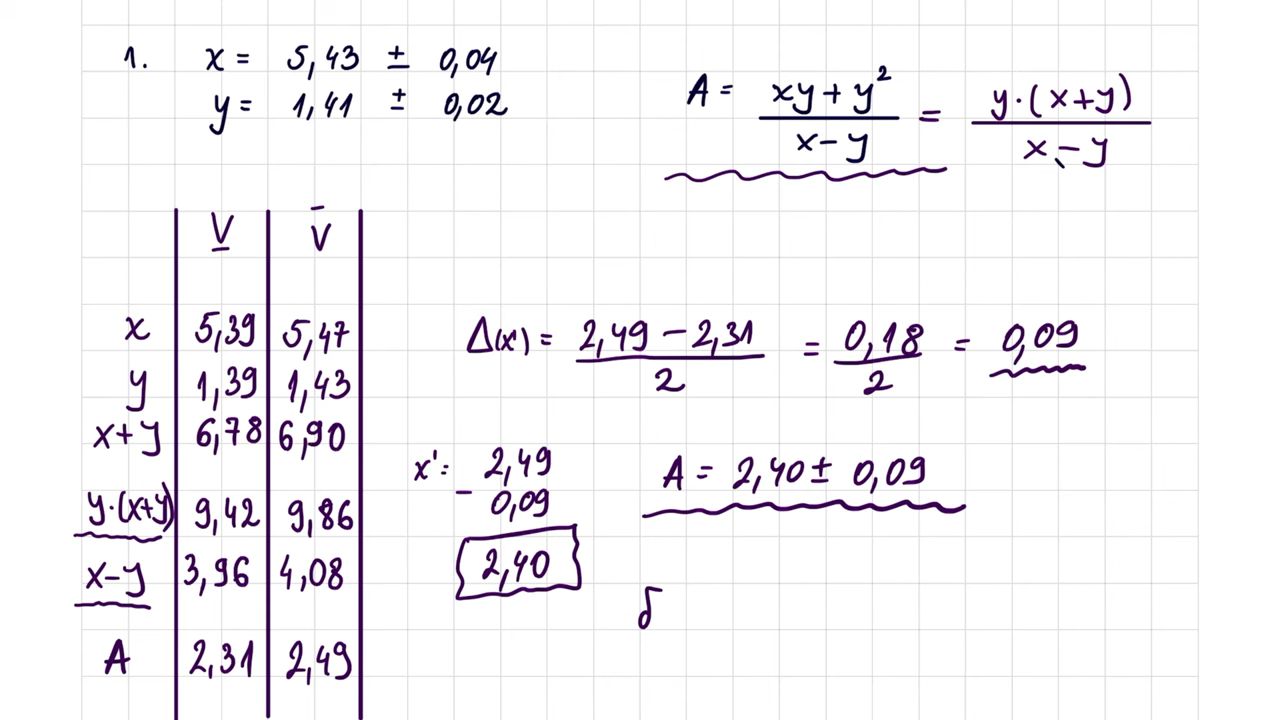 1. x = 5,43 ± 0,04
y = 1,41 ± 0,02
A = (xy + y²)/(x - y) = y·(x+y)/(x - y)
V̲ V̄
x 5,39 5,47
y 1,39 1,43
x+y 6,78 6,90
y·(x+y) 9,42 9,86
x-y 3,96 4,08
A 2,31 2,49
Δ(x') = (2,49 - 2,31)/2 = 0,18/2 = 0,09
x' = 2,49
- 0,09
2,40
A = 2,40 ± 0,09
δ